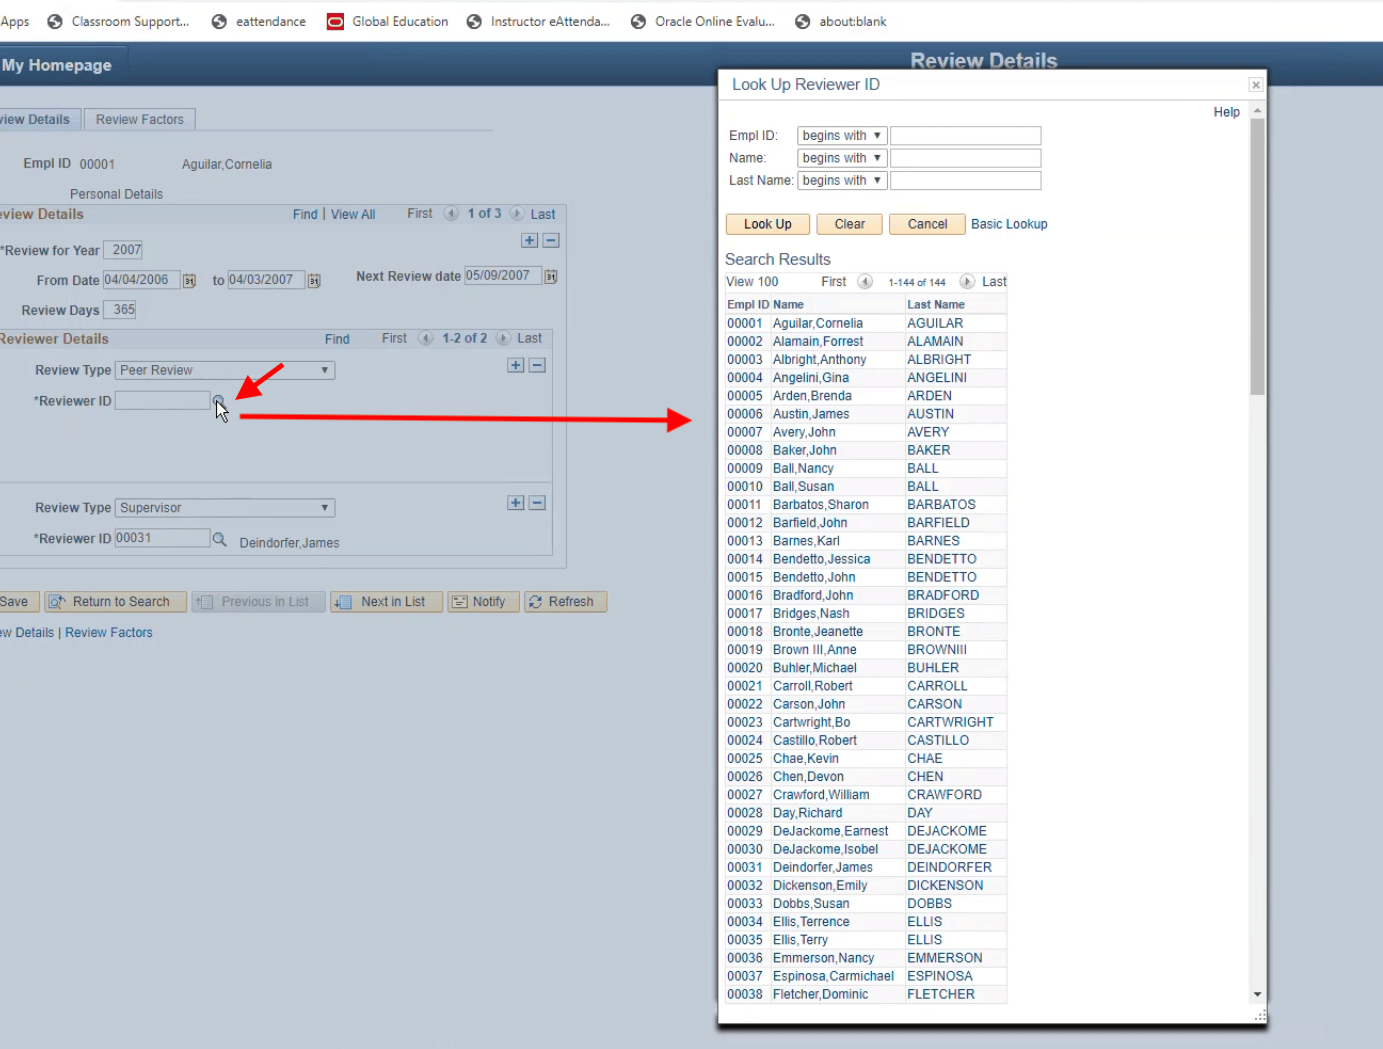 Apps Classroom Support... eattendance Global Education Instructor eAttenda... Oracle Online Evalu... about:blank
My Homepage
Review Details
view Details Review Factors
Empl ID 00001 Aguilar,Cornelia
Personal Details
eview Details Find | View All First 1 of 3 Last
*Review for Year 2007
From Date 04/04/2006 to 04/03/2007 Next Review date 05/09/2007
Review Days 365
Reviewer Details Find First 1-2 of 2 Last
Review Type Peer Review
*Reviewer ID
Review Type Supervisor
*Reviewer ID 00031 Deindorfer,James
Save Return to Search Previous in List Next in List Notify Refresh
ew Details | Review Factors
Look Up Reviewer ID
Help
Empl ID: begins with
Name: begins with
Last Name: begins with
Look Up Clear Cancel Basic Lookup
Search Results
View 100 First 1-144 of 144 Last
Empl ID Name Last Name
00001 Aguilar,Cornelia AGUILAR
00002 Alamain,Forrest ALAMAIN
00003 Albright,Anthony ALBRIGHT
00004 Angelini,Gina ANGELINI
00005 Arden,Brenda ARDEN
00006 Austin,James AUSTIN
00007 Avery,John AVERY
00008 Baker,John BAKER
00009 Ball,Nancy BALL
00010 Ball,Susan BALL
00011 Barbatos,Sharon BARBATOS
00012 Barfield,John BARFIELD
00013 Barnes,Karl BARNES
00014 Bendetto,Jessica BENDETTO
00015 Bendetto,John BENDETTO
00016 Bradford,John BRADFORD
00017 Bridges,Nash BRIDGES
00018 Bronte,Jeanette BRONTE
00019 Brown III,Anne BROWNIII
00020 Buhler,Michael BUHLER
00021 Carroll,Robert CARROLL
00022 Carson,John CARSON
00023 Cartwright,Bo CARTWRIGHT
00024 Castillo,Robert CASTILLO
00025 Chae,Kevin CHAE
00026 Chen,Devon CHEN
00027 Crawford,William CRAWFORD
00028 Day,Richard DAY
00029 DeJackome,Earnest DEJACKOME
00030 DeJackome,Isobel DEJACKOME
00031 Deindorfer,James DEINDORFER
00032 Dickenson,Emily DICKENSON
00033 Dobbs,Susan DOBBS
00034 Ellis,Terrence ELLIS
00035 Ellis,Terry ELLIS
00036 Emmerson,Nancy EMMERSON
00037 Espinosa,Carmichael ESPINOSA
00038 Fletcher,Dominic FLETCHER